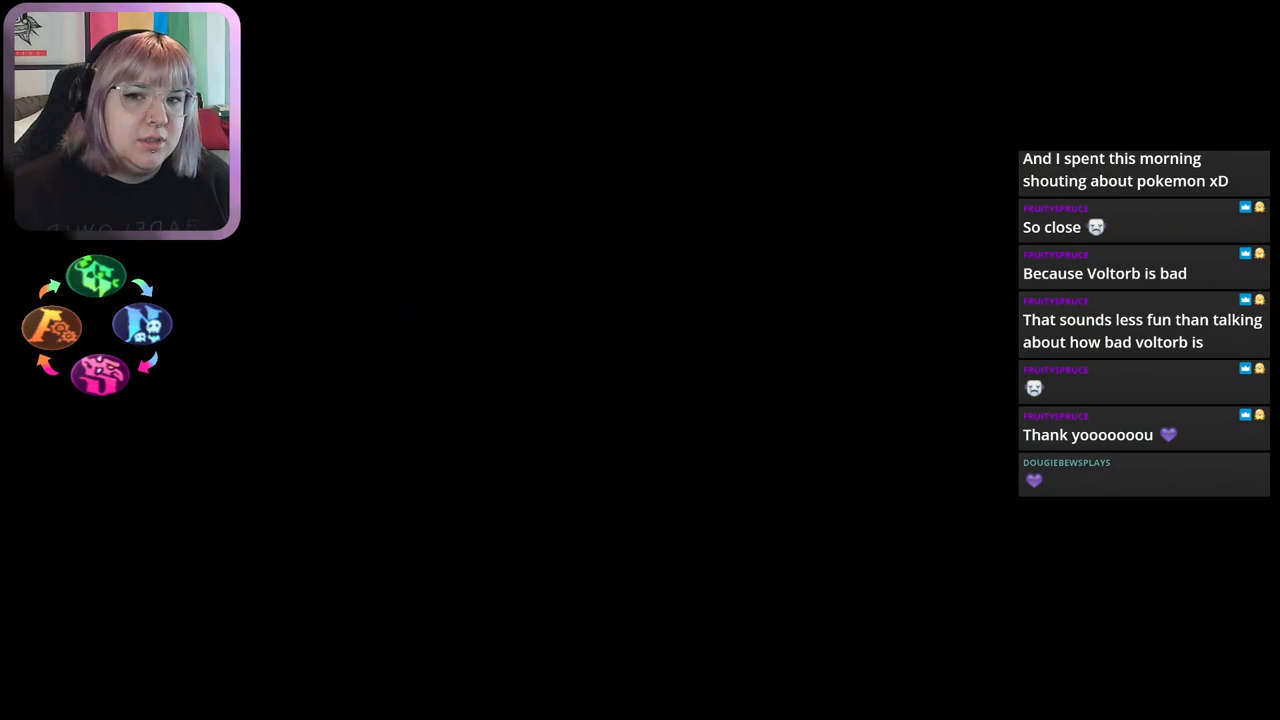 And I spent this morning
shouting about pokemon xD
FRUITYSPRUCE
So close
FRUITYSPRUCE
Because Voltorb is bad
FRUITYSPRUCE
That sounds less fun than talking
about how bad voltorb is
FRUITYSPRUCE
FRUITYSPRUCE
Thank yooooooou
DOUGIEBEWSPLAYS